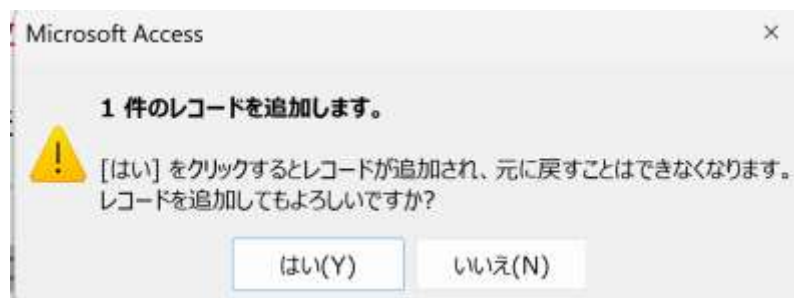 Microsoft Access
1 件のレコードを追加します。
[はい] をクリックするとレコードが追加され、元に戻すことはできなくなります。
レコードを追加してもよろしいですか?
はい(Y)
いいえ(N)